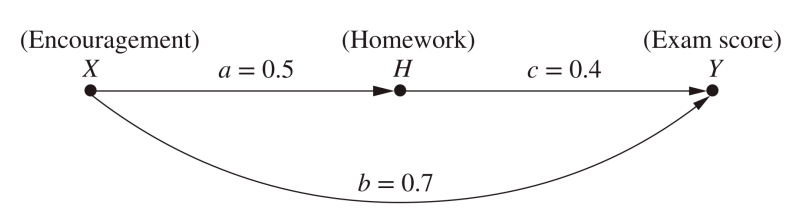 (Encouragement) (Homework) (Exam score)
X a = 0.5 H c = 0.4 Y
b = 0.7